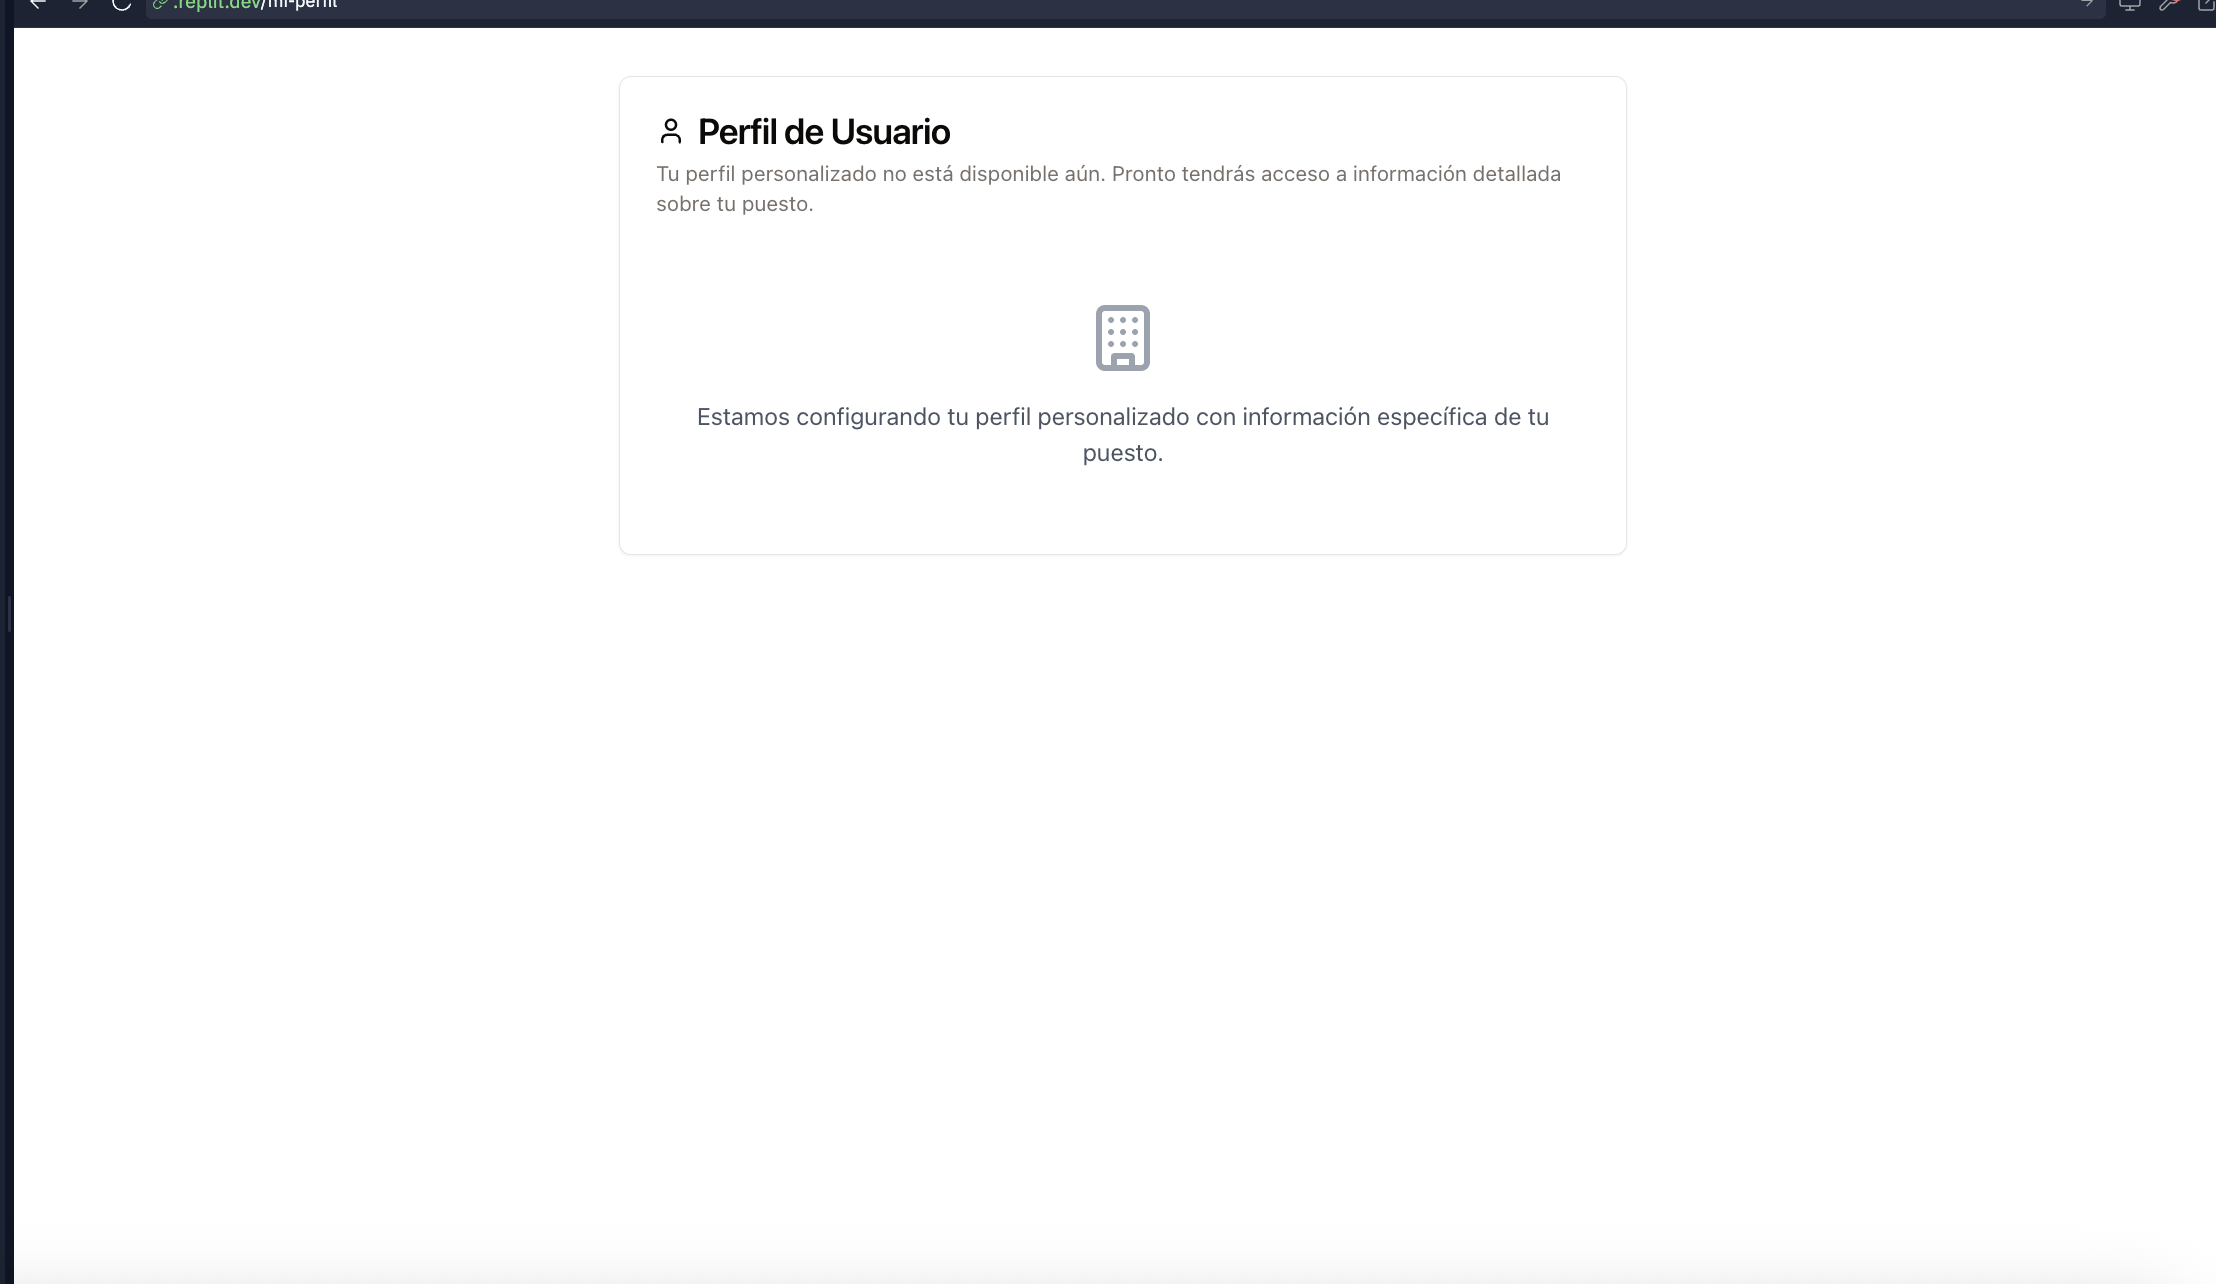 .replit.dev/mi-perfil
Perfil de Usuario
Tu perfil personalizado no está disponible aún. Pronto tendrás acceso a información detallada
sobre tu puesto.
Estamos configurando tu perfil personalizado con información específica de tu
puesto.